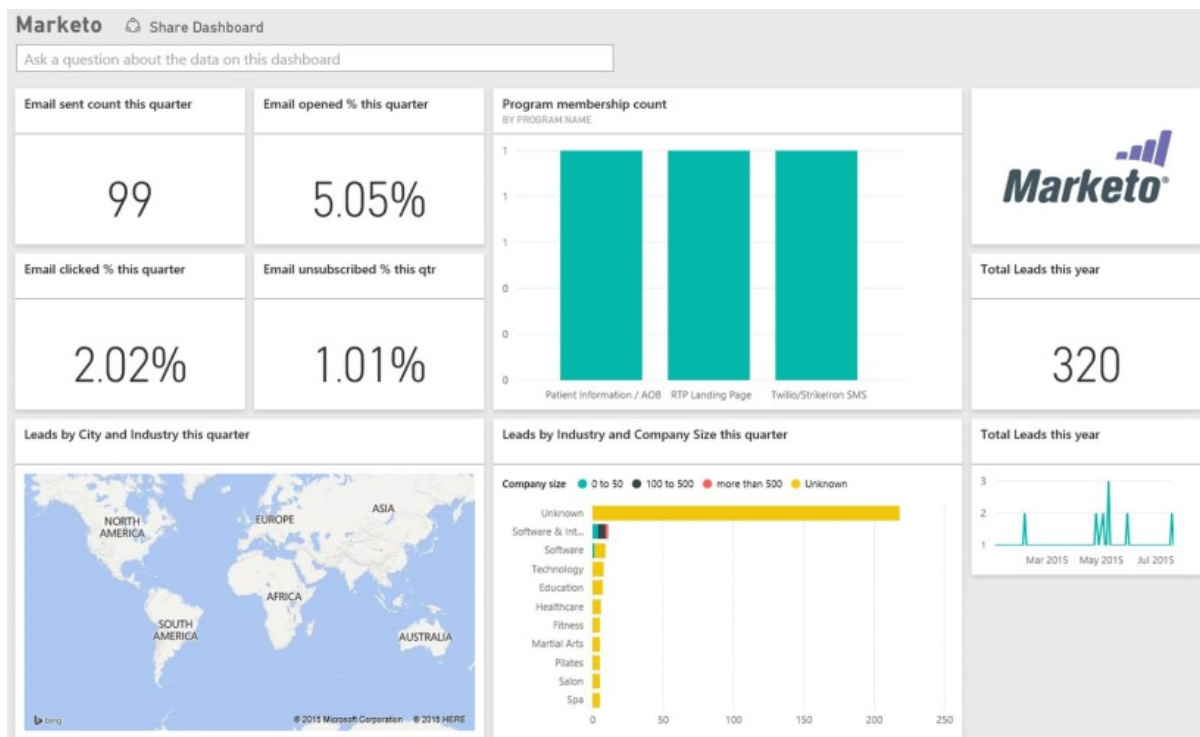 Marketo Share Dashboard
Ask a question about the data on this dashboard
Email sent count this quarter
99
Email opened % this quarter
5.05%
Program membership count
BY PROGRAM NAME
1
1
1
0
0
0
Patient Information / AOB RTP Landing Page Twilio/StrikeIron SMS
Marketo®
Email clicked % this quarter
2.02%
Email unsubscribed % this qtr
1.01%
Total Leads this year
320
Leads by City and Industry this quarter
NORTH
AMERICA
EUROPE
ASIA
AFRICA
SOUTH
AMERICA
AUSTRALIA
bing
© 2015 Microsoft Corporation © 2015 HERE
Leads by Industry and Company Size this quarter
Company size 0 to 50 100 to 500 more than 500 Unknown
Unknown
Software & Int...
Software
Technology
Education
Healthcare
Fitness
Martial Arts
Pilates
Salon
Spa
0 50 100 150 200 250
Total Leads this year
3
2
1
Mar 2015 May 2015 Jul 2015